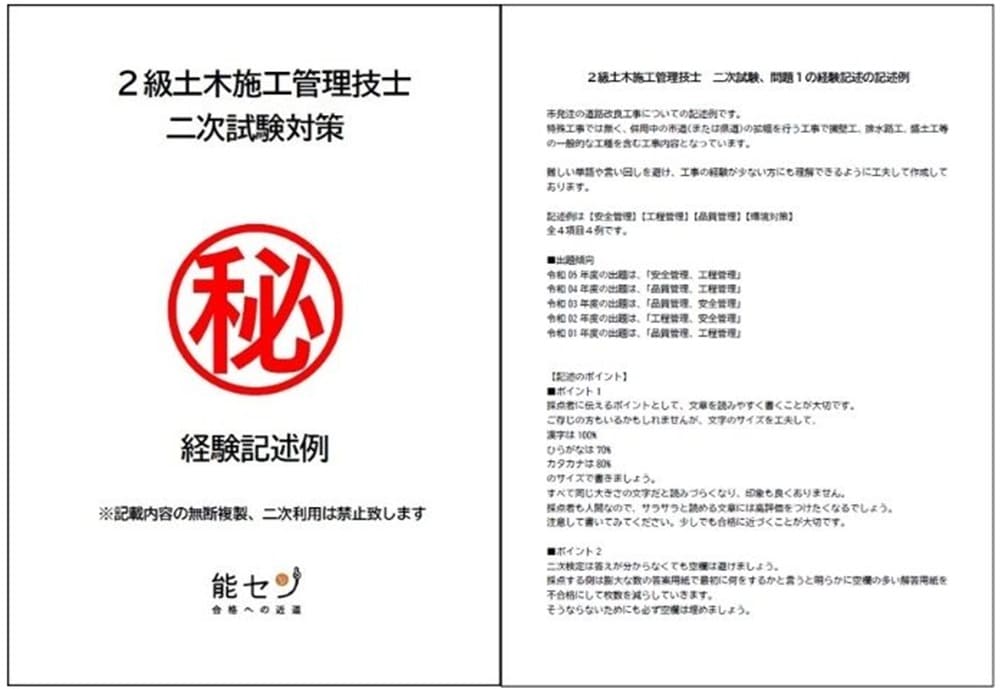 2級土木施工管理技士
二次試験対策
秘
経験記述例
※記載内容の無断複製、二次利用は禁止致します
能セン
合格への近道
2級土木施工管理技士 二次試験、問題1の経験記述の記述例
市発注の道路改良工事についての記述例です。
特殊工事では無く、併用中の市道(または県道)の拡幅を行う工事で擁壁工、排水路工、盛土工等
の一般的な工種を含む工事内容となっています。
難しい単語や言い回しを避け、工事の経験が少ない方にも理解できるように工夫して作成して
おります。
記述例は【安全管理】【工程管理】【品質管理】【環境対策】
全4項目4例です。
■出題傾向
令和05年度の出題は、「安全管理、工程管理」
令和04年度の出題は、「品質管理、工程管理」
令和03年度の出題は、「品質管理、安全管理」
令和02年度の出題は、「工程管理、安全管理」
令和01年度の出題は、「品質管理、工程管理」
【記述のポイント】
■ポイント1
採点者に伝えるポイントとして、文章を読みやすく書くことが大切です。
ご存じの方もいるかもしれませんが、文字のサイズを工夫して、
漢字は100%
ひらがなは70%
カタカナは80%
のサイズで書きましょう。
すべて同じ大きさの文字だと読みづらくなり、印象も良くありません。
採点者も人間なので、サラサラと読める文章には高評価をつけたくなるでしょう。
注意して書いてみてください。少しでも合格に近づくことが大切です。
■ポイント2
二次検定は答えが分からなくても空欄は避けましょう。
採点する側は膨大な数の答案用紙で最初に何をするかと言うと明らかに空欄の多い解答用紙を
不合格にして枚数を減らしていきます。
そうならないためにも必ず空欄は埋めましょう。